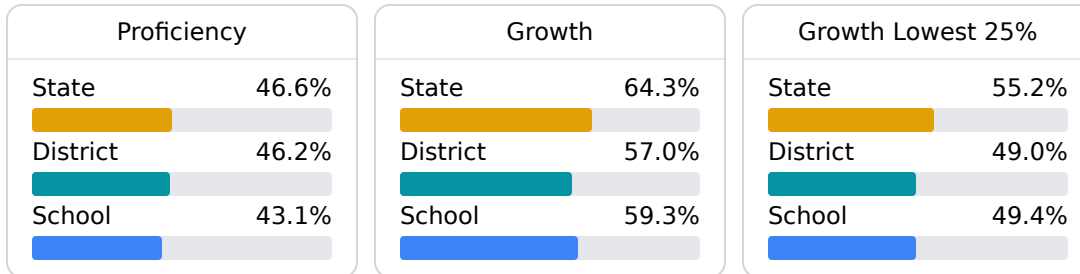 Proficiency
State 46.6%
District 46.2%
School 43.1%
Growth
State 64.3%
District 57.0%
School 59.3%
Growth Lowest 25%
State 55.2%
District 49.0%
School 49.4%